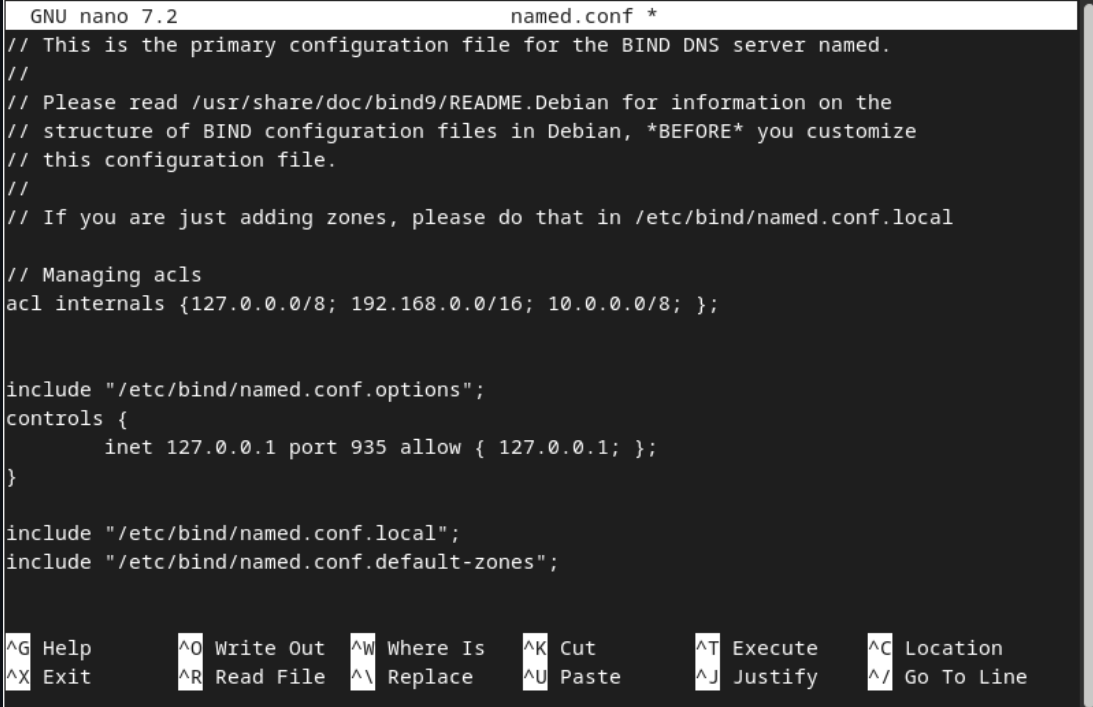 GNU nano 7.2 named.conf *
// This is the primary configuration file for the BIND DNS server named.
//
// Please read /usr/share/doc/bind9/README.Debian for information on the
// structure of BIND configuration files in Debian, *BEFORE* you customize
// this configuration file.
//
// If you are just adding zones, please do that in /etc/bind/named.conf.local
// Managing acls
acl internals {127.0.0.0/8; 192.168.0.0/16; 10.0.0.0/8; };
include "/etc/bind/named.conf.options";
controls {
        inet 127.0.0.1 port 935 allow { 127.0.0.1; };
}
include "/etc/bind/named.conf.local";
include "/etc/bind/named.conf.default-zones";
^G Help ^O Write Out ^W Where Is ^K Cut ^T Execute ^C Location
^X Exit ^R Read File ^\ Replace ^U Paste ^J Justify ^/ Go To Line